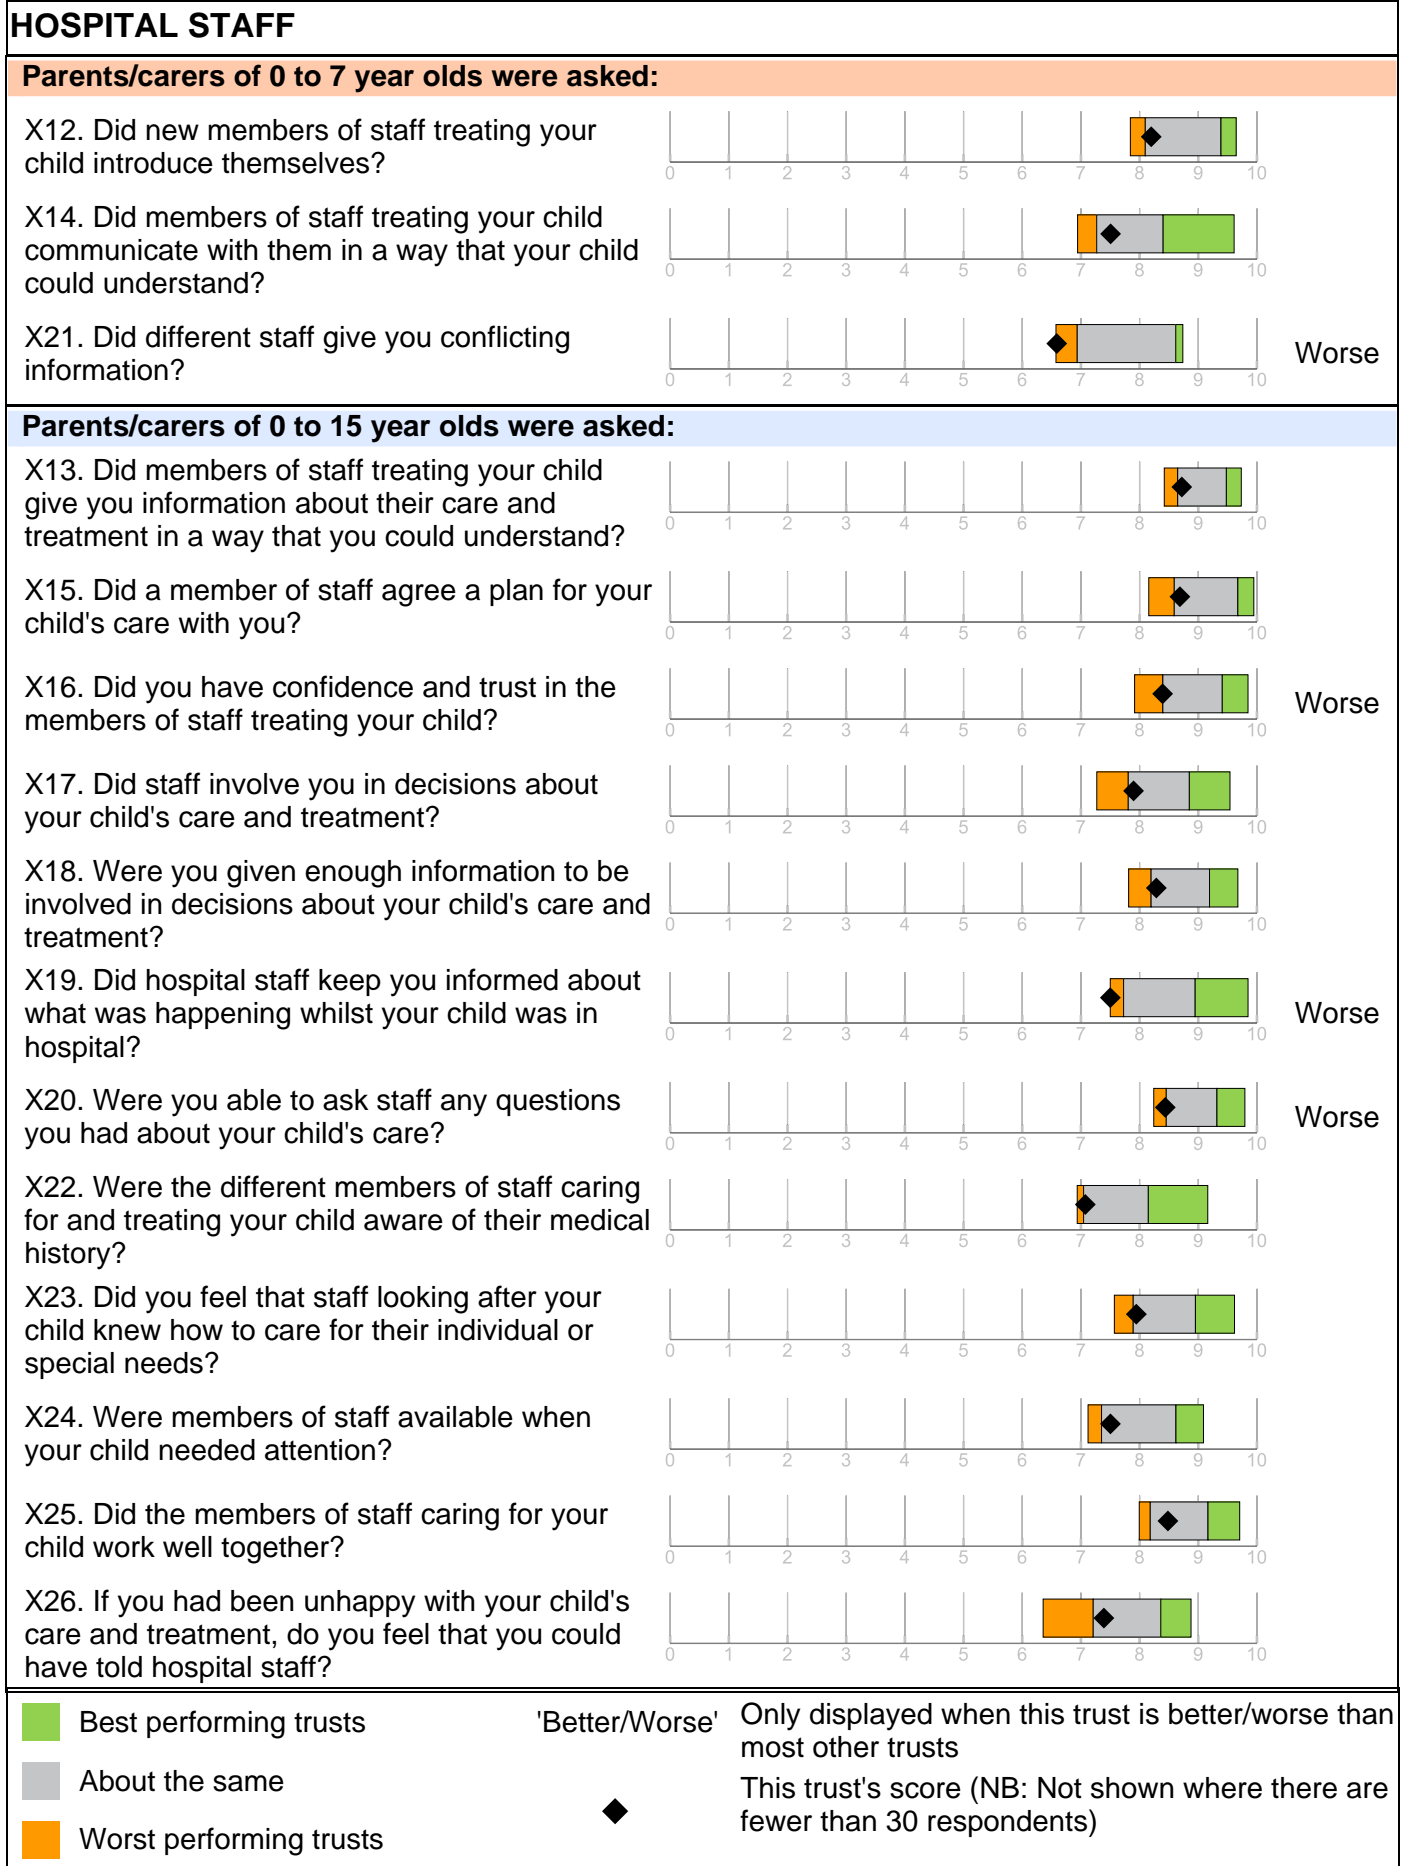 HOSPITAL STAFF
Parents/carers of 0 to 7 year olds were asked:
X12. Did new members of staff treating your
child introduce themselves?
0 1 2 3 4 5 6 7 8 9 10
X14. Did members of staff treating your child
communicate with them in a way that your child
could understand?
0 1 2 3 4 5 6 7 8 9 10
X21. Did different staff give you conflicting
information?
0 1 2 3 4 5 6 7 8 9 10
Worse
Parents/carers of 0 to 15 year olds were asked:
X13. Did members of staff treating your child
give you information about their care and
treatment in a way that you could understand?
0 1 2 3 4 5 6 7 8 9 10
X15. Did a member of staff agree a plan for your
child's care with you?
0 1 2 3 4 5 6 7 8 9 10
X16. Did you have confidence and trust in the
members of staff treating your child?
0 1 2 3 4 5 6 7 8 9 10
Worse
X17. Did staff involve you in decisions about
your child's care and treatment?
0 1 2 3 4 5 6 7 8 9 10
X18. Were you given enough information to be
involved in decisions about your child's care and
treatment?
0 1 2 3 4 5 6 7 8 9 10
X19. Did hospital staff keep you informed about
what was happening whilst your child was in
hospital?
0 1 2 3 4 5 6 7 8 9 10
Worse
X20. Were you able to ask staff any questions
you had about your child's care?
0 1 2 3 4 5 6 7 8 9 10
Worse
X22. Were the different members of staff caring
for and treating your child aware of their medical
history?
0 1 2 3 4 5 6 7 8 9 10
X23. Did you feel that staff looking after your
child knew how to care for their individual or
special needs?
0 1 2 3 4 5 6 7 8 9 10
X24. Were members of staff available when
your child needed attention?
0 1 2 3 4 5 6 7 8 9 10
X25. Did the members of staff caring for your
child work well together?
0 1 2 3 4 5 6 7 8 9 10
X26. If you had been unhappy with your child's
care and treatment, do you feel that you could
have told hospital staff?
0 1 2 3 4 5 6 7 8 9 10
Best performing trusts
About the same
Worst performing trusts
'Better/Worse'
Only displayed when this trust is better/worse than
most other trusts
This trust's score (NB: Not shown where there are
fewer than 30 respondents)